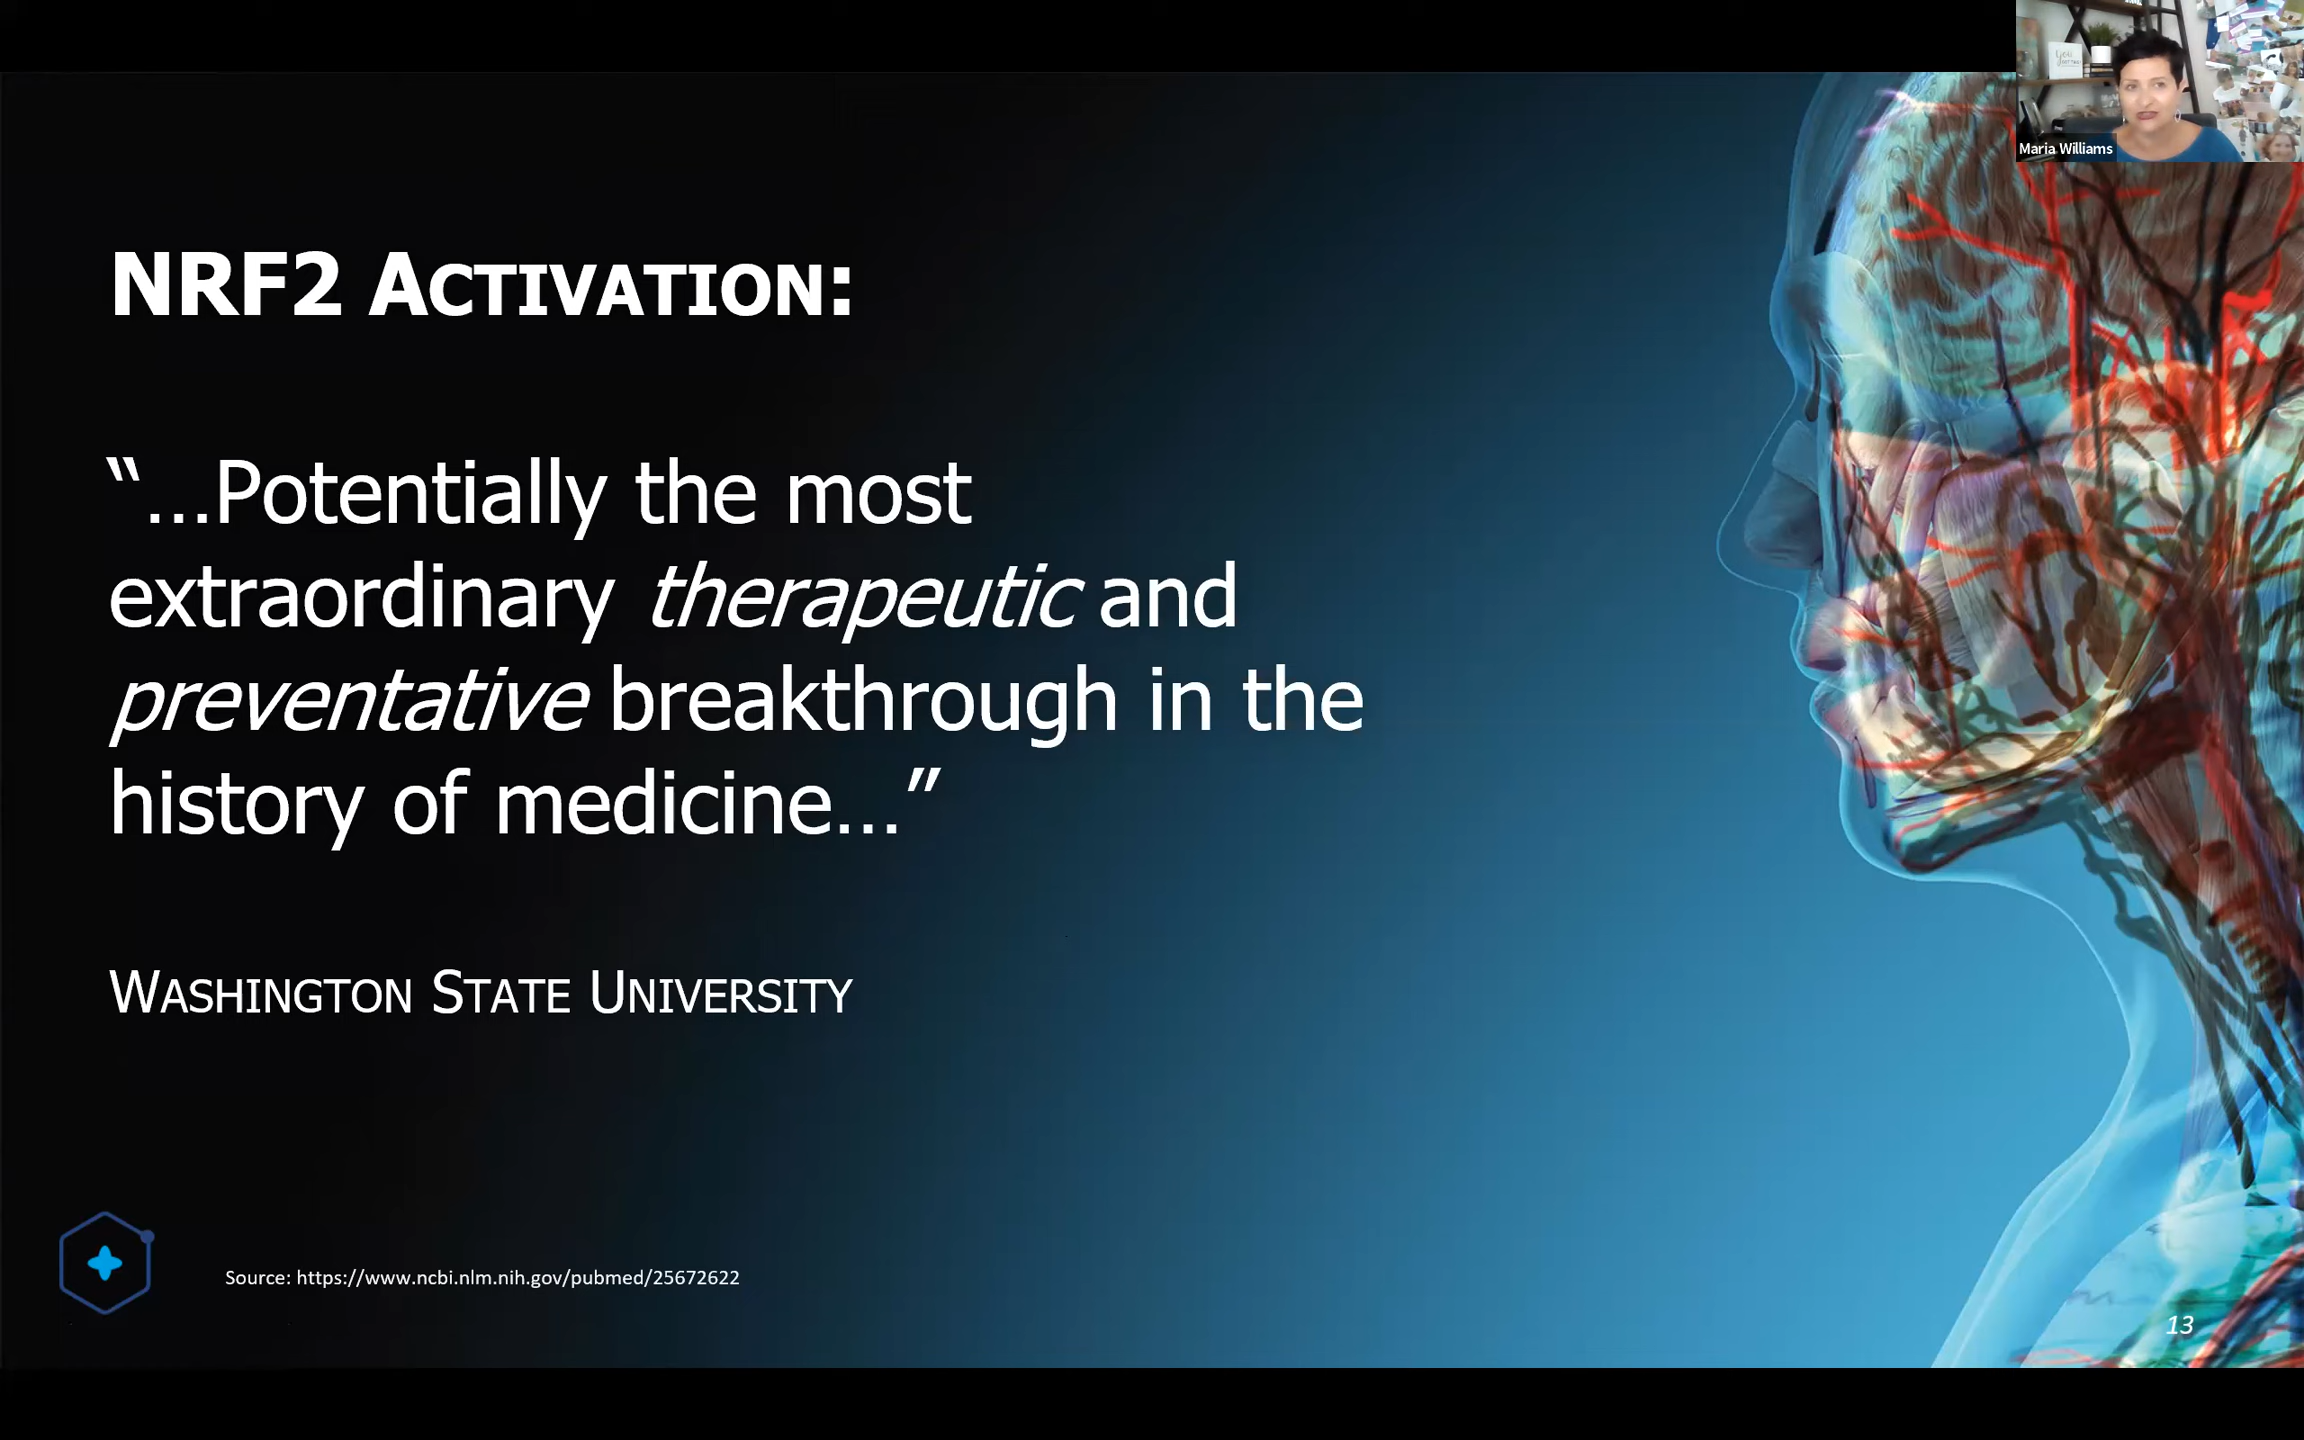 Maria Williams
NRF2 ACTIVATION:
“…Potentially the most
extraordinary therapeutic and
preventative breakthrough in the
history of medicine…”
WASHINGTON STATE UNIVERSITY
Source: https://www.ncbi.nlm.nih.gov/pubmed/25672622
13